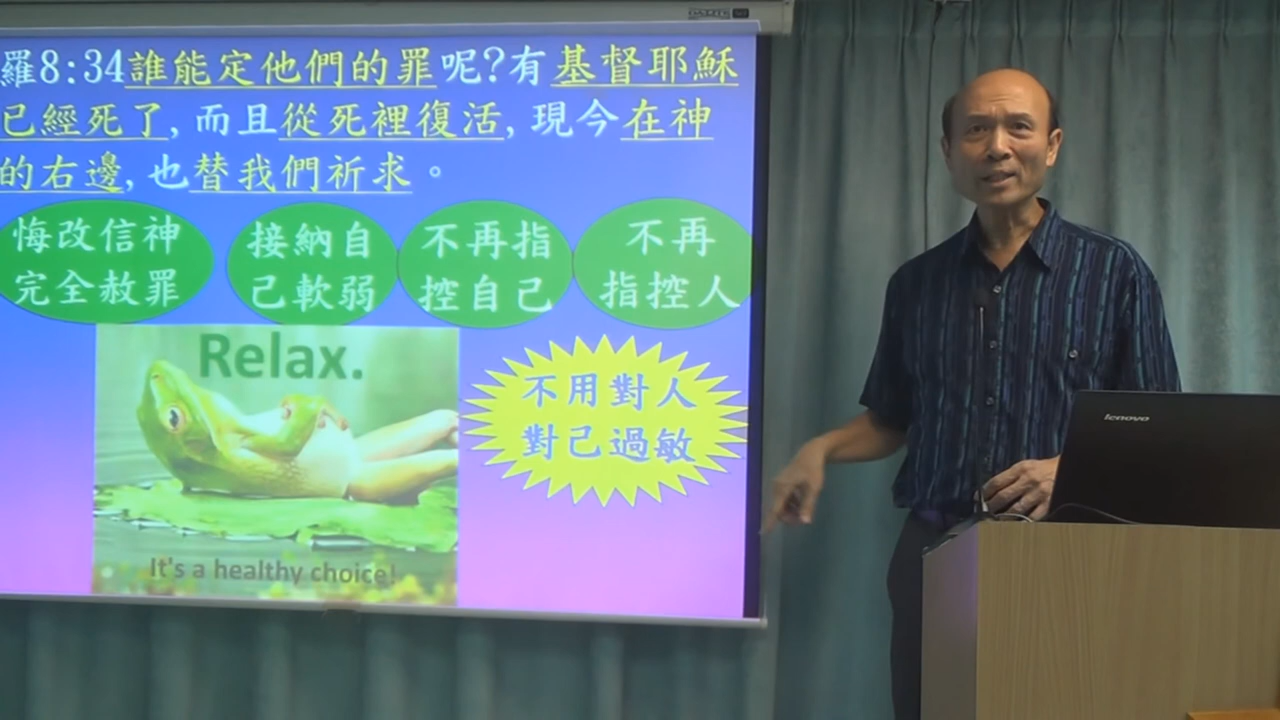 羅8:34誰能定他們的罪呢?有基督耶穌
已經死了,而且從死裡復活,現今在神
的右邊,也替我們祈求。
悔改信神
完全赦罪
接納自
己軟弱
不再指
控自己
不再
指控人
Relax.
不用對人
對己過敏
It's a healthy choice!
lenovo